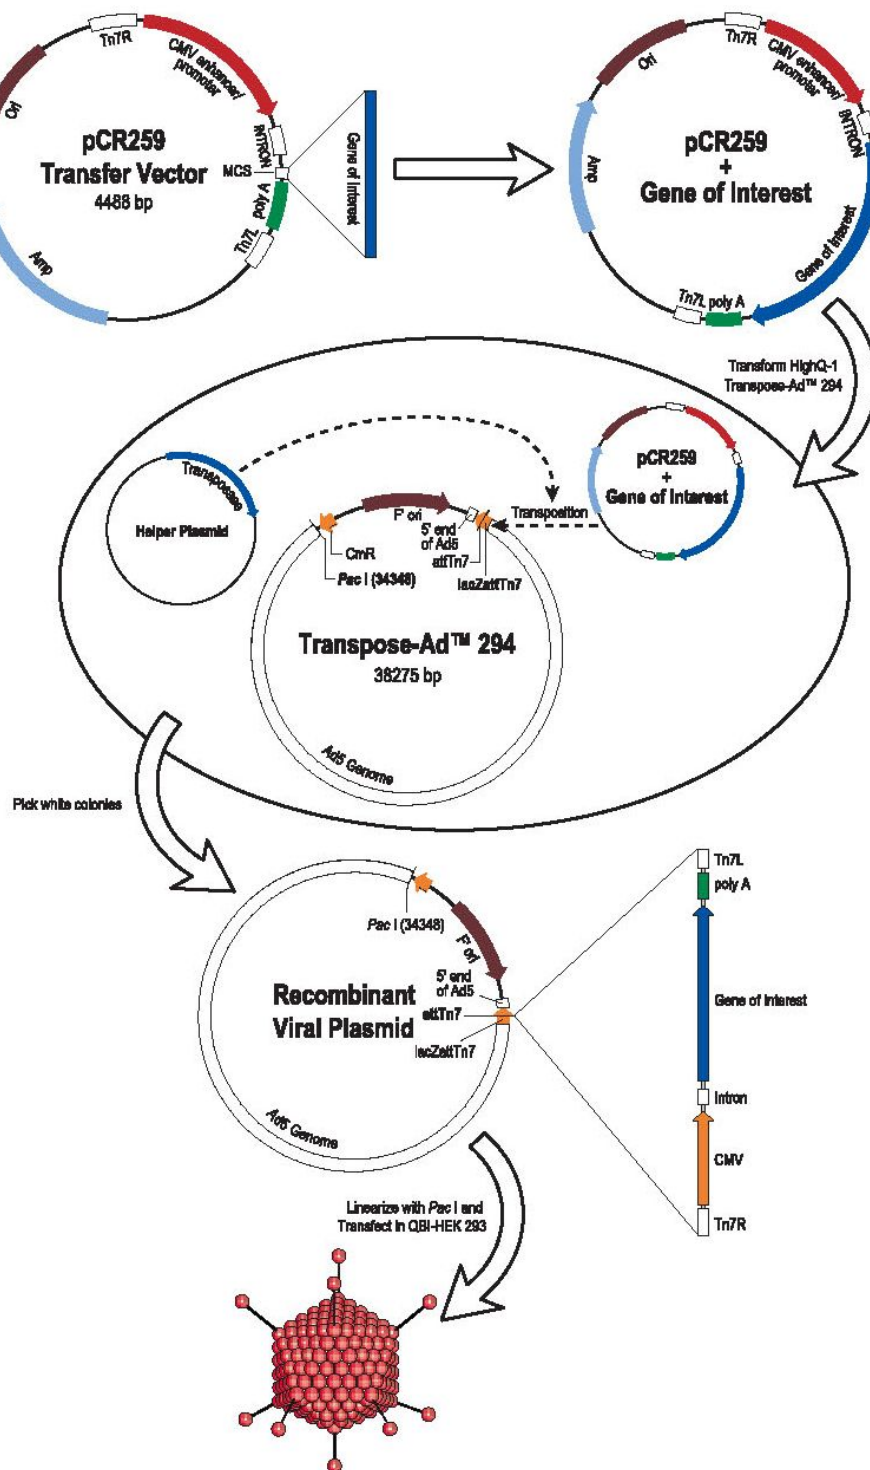 Tn7R
CMV enhancer/
promoter
Ori
INTRON
pCR259
Transfer Vector
4488 bp
MCS
poly A
Tn7L
Amp
Gene of Interest
Tn7R
CMV enhancer/
promoter
Ori
INTRON
Amp
pCR259
+
Gene of Interest
Gene of Interest
Tn7L poly A
Transform HighQ-1
Transpose-Ad™ 294
Transposase
Helper Plasmid
pCR259
+
Gene of Interest
Transposition
F' ori
5' end
of Ad5
attTn7
lacZattTn7
CmR
Pac I (34348)
Transpose-Ad™ 294
38275 bp
Ad5 Genome
Pick white colonies
Pac I (34348)
F' ori
5' end
of Ad5
attTn7
lacZattTn7
Recombinant
Viral Plasmid
Ad5 Genome
Tn7L
poly A
Gene of Interest
Intron
CMV
Tn7R
Linearize with Pac I and
Transfect in QBI-HEK 293